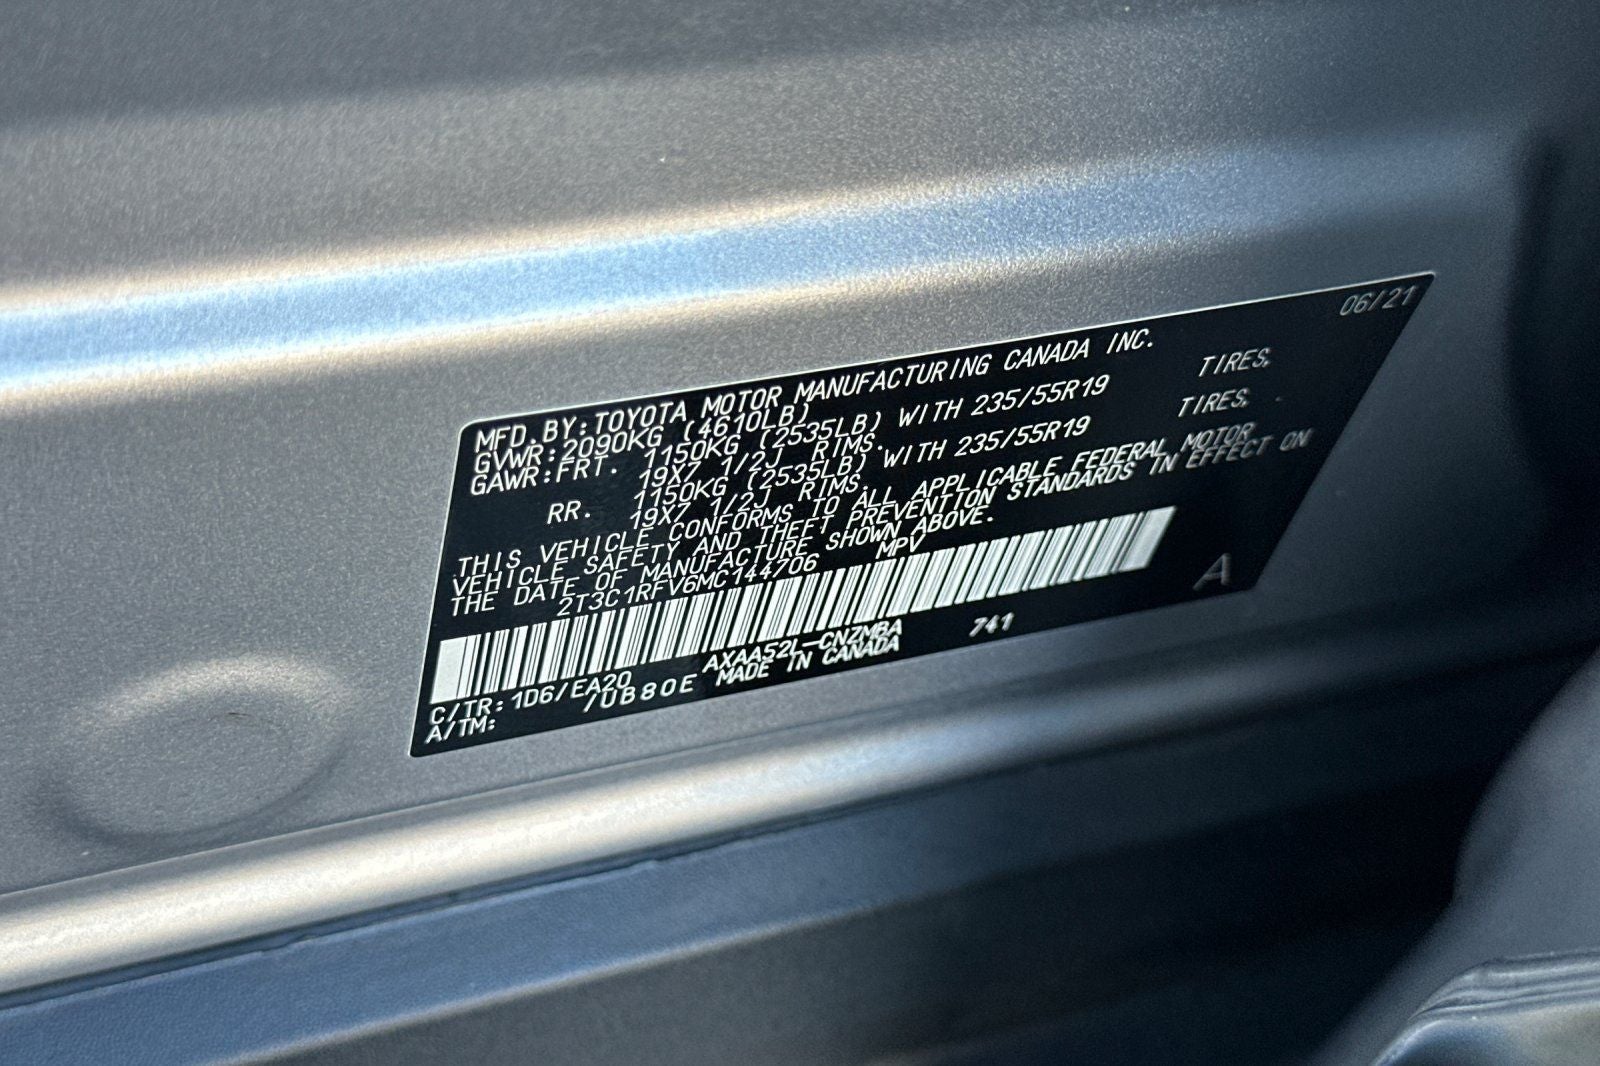 06/21
MFD. BY: TOYOTA MOTOR MANUFACTURING CANADA INC.
GVWR: 2090KG (4610LB)
GAWR: FRT. 1150KG (2535LB) WITH 235/55R19 TIRES,
19X7 1/2J RIMS.
RR. 1150KG (2535LB) WITH 235/55R19 TIRES,
19X7 1/2J RIMS.
THIS VEHICLE CONFORMS TO ALL APPLICABLE FEDERAL MOTOR
VEHICLE SAFETY AND THEFT PREVENTION STANDARDS IN EFFECT ON
THE DATE OF MANUFACTURE SHOWN ABOVE.
2T3C1RFV6MC144706 MPV
A
C/TR: 1D6/EA20 AXAA52L-CNZMBA 741
A/TM: /UB80E MADE IN CANADA